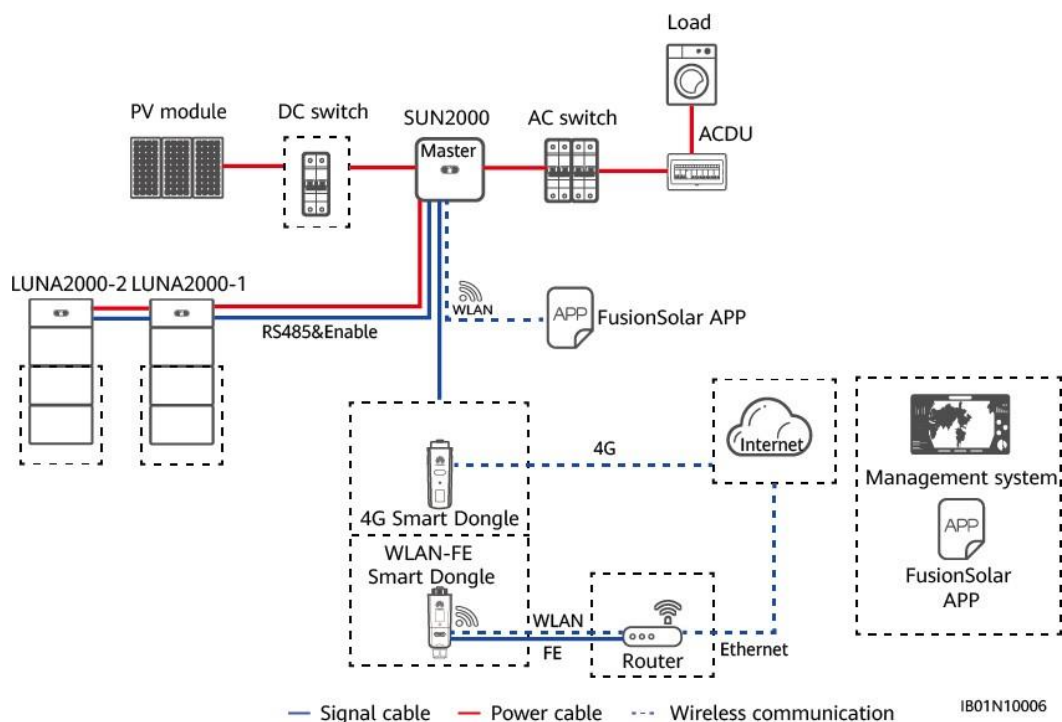 Load
PV module
DC switch
SUN2000
AC switch
Master
ACDU
LUNA2000-2
LUNA2000-1
RS485&Enable
WLAN
APP
FusionSolar APP
4G
Internet
4G Smart Dongle
Management system
APP
FusionSolar
APP
WLAN-FE
Smart Dongle
WLAN
FE
Router
Ethernet
Signal cable
Power cable
Wireless communication
IB01N10006